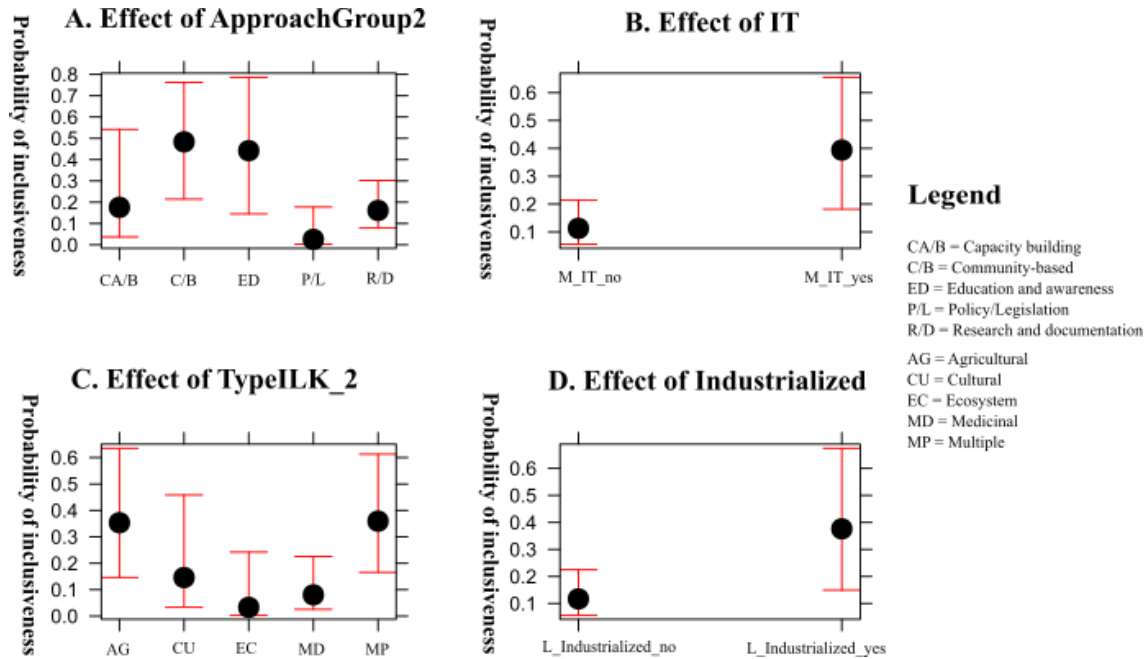 A. Effect of ApproachGroup2
Probability of inclusiveness
0.8
0.7
0.6
0.5
0.4
0.3
0.2
0.1
0.0
CA/B C/B ED P/L R/D
B. Effect of IT
Probability of inclusiveness
0.6
0.5
0.4
0.3
0.2
0.1
M_IT_no M_IT_yes
C. Effect of TypeILK_2
Probability of inclusiveness
0.6
0.5
0.4
0.3
0.2
0.1
0.0
AG CU EC MD MP
D. Effect of Industrialized
Probability of inclusiveness
0.6
0.5
0.4
0.3
0.2
0.1
L_Industrialized_no L_Industrialized_yes
Legend
CA/B = Capacity building
C/B = Community-based
ED = Education and awareness
P/L = Policy/Legislation
R/D = Research and documentation
AG = Agricultural
CU = Cultural
EC = Ecosystem
MD = Medicinal
MP = Multiple